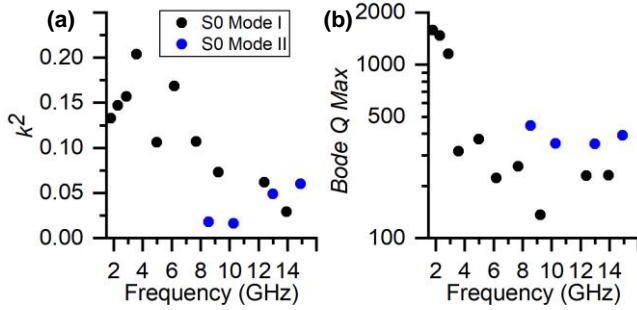 (a)
S0 Mode I
S0 Mode II
0.20
0.15
0.10
0.05
0.00
k²
2 4 6 8 10 12 14
Frequency (GHz)
(b)
2000
1000
500
100
Bode Q Max
2 4 6 8 10 12 14
Frequency (GHz)